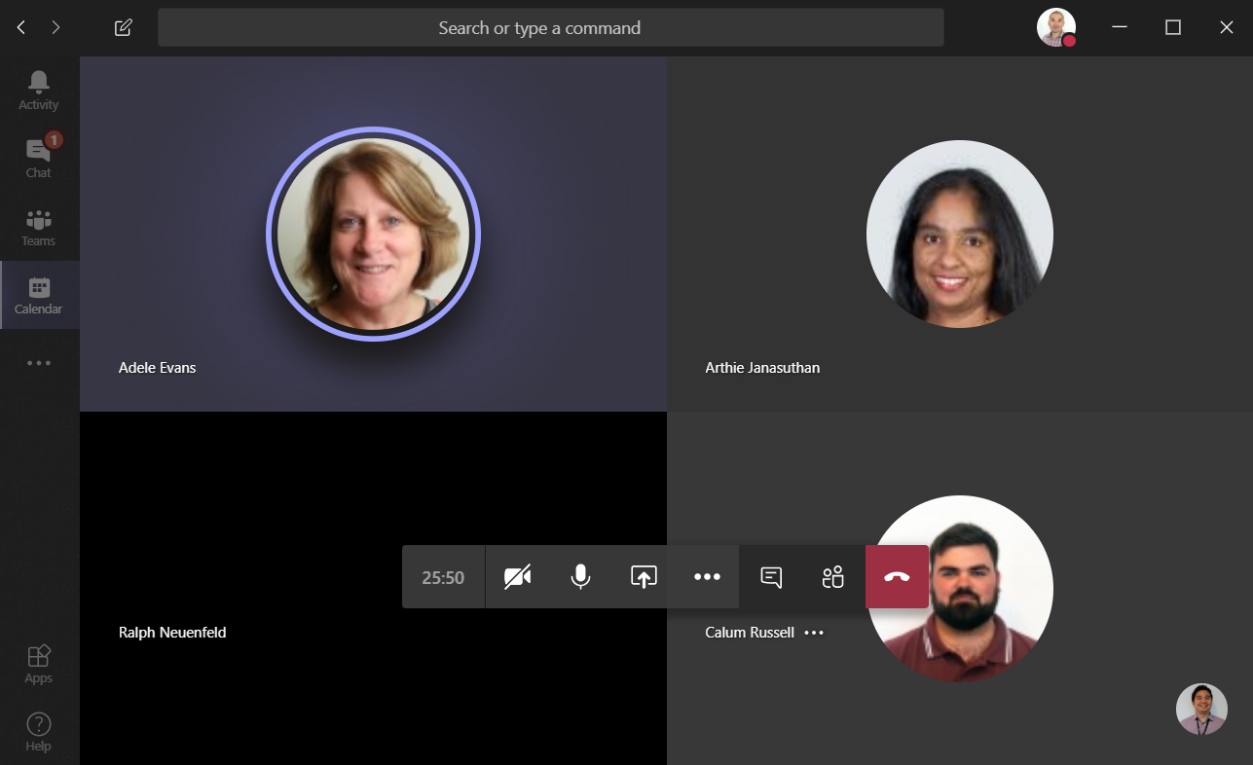 Search or type a command
Activity
1
Chat
Teams
Calendar
Adele Evans
Arthie Janasuthan
25:50
Ralph Neuenfeld
Calum Russell
Apps
Help